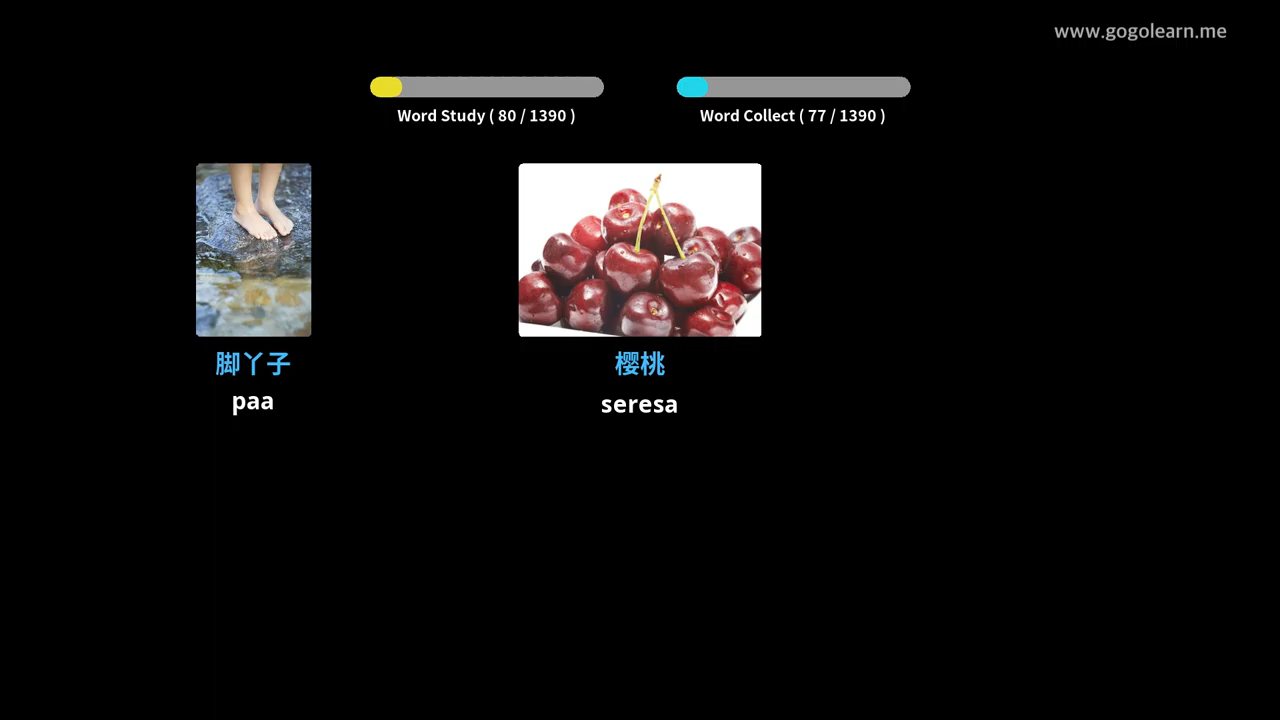 www.gogolearn.me
Word Study ( 80 / 1390 )
Word Collect ( 77 / 1390 )
脚丫子
paa
樱桃
seresa